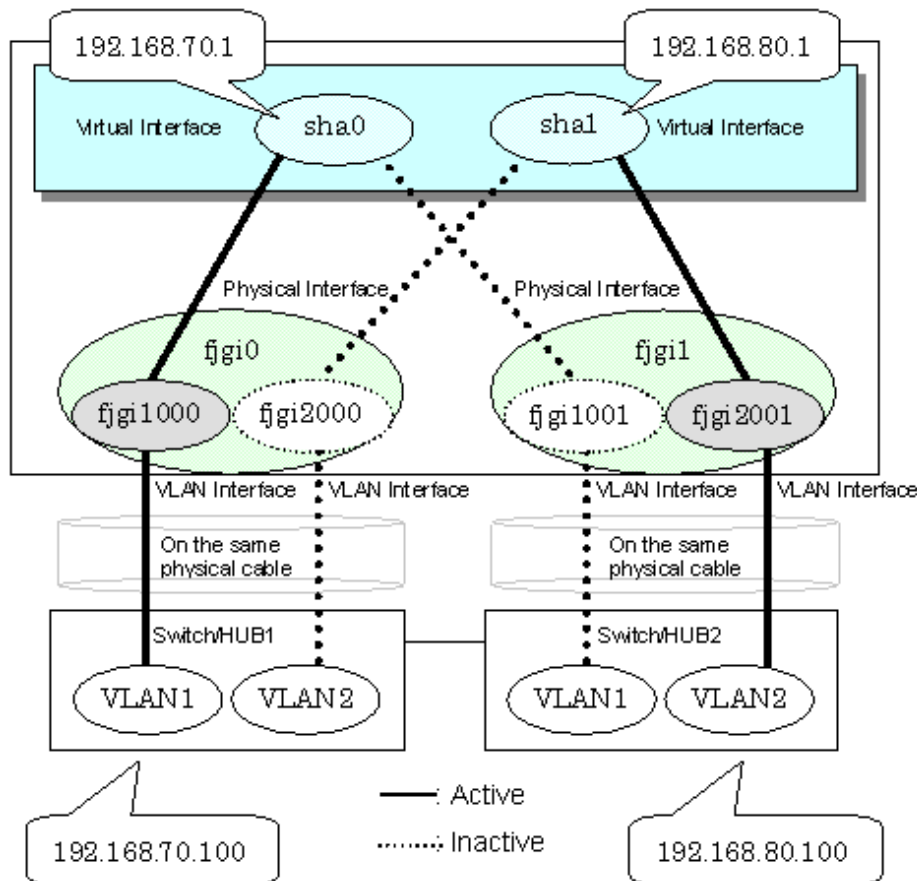 192.168.70.1
192.168.80.1
Virtual Interface
sha0
sha1
Virtual Interface
Physical Interface
Physical Interface
fjgi0
fjgi1
fjgi1000
fjgi2000
fjgi1001
fjgi2001
VLAN Interface
VLAN Interface
VLAN Interface
VLAN Interface
On the same
physical cable
On the same
physical cable
Switch/HUB1
Switch/HUB2
VLAN1
VLAN2
VLAN1
VLAN2
: Active
: Inactive
192.168.70.100
192.168.80.100